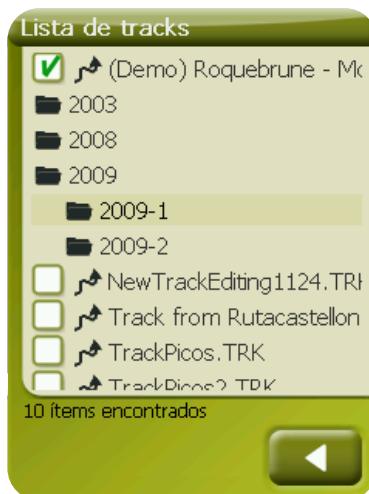 Lista de tracks
(Demo) Roquebrune - Mo
2003
2008
2009
2009-1
2009-2
NewTrackEditing1124.TRK
Track from Rutacastellon
TrackPicos.TRK
TrackPicos2.TRK
10 ítems encontrados